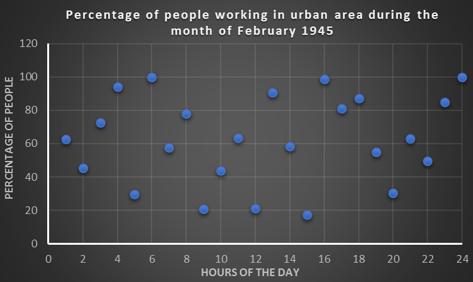 Percentage of people working in urban area during the
month of February 1945
PERCENTAGE OF PEOPLE
120
100
80
60
40
20
0
0 2 4 6 8 10 12 14 16 18 20 22 24
HOURS OF THE DAY